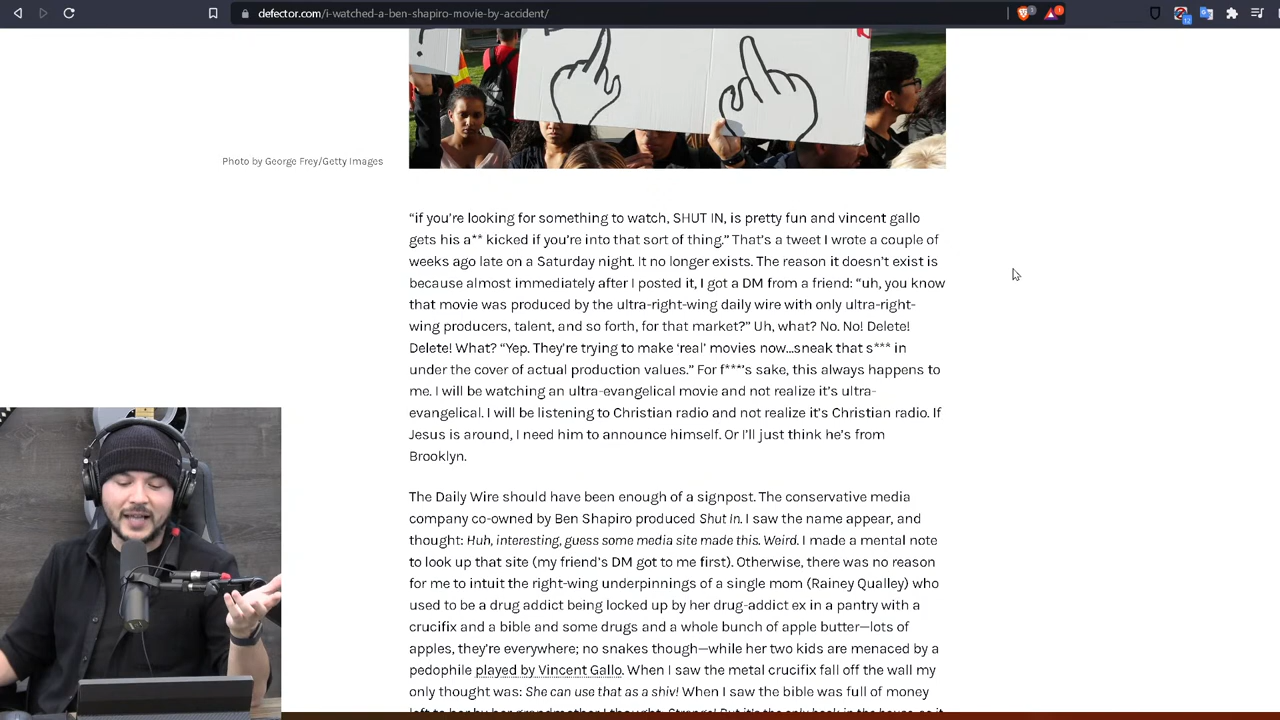 defector.com/i-watched-a-ben-shapiro-movie-by-accident/
?
Photo by George Frey/Getty Images
“if you're looking for something to watch, SHUT IN, is pretty fun and vincent gallo
gets his a** kicked if you're into that sort of thing.” That's a tweet I wrote a couple of
weeks ago late on a Saturday night. It no longer exists. The reason it doesn't exist is
because almost immediately after I posted it, I got a DM from a friend: “uh, you know
that movie was produced by the ultra-right-wing daily wire with only ultra-right-
wing producers, talent, and so forth, for that market?” Uh, what? No. No! Delete!
Delete! What? “Yep. They're trying to make ‘real’ movies now...sneak that s*** in
under the cover of actual production values.” For f***'s sake, this always happens to
me. I will be watching an ultra-evangelical movie and not realize it's ultra-
evangelical. I will be listening to Christian radio and not realize it's Christian radio. If
Jesus is around, I need him to announce himself. Or I'll just think he's from
Brooklyn.
The Daily Wire should have been enough of a signpost. The conservative media
company co-owned by Ben Shapiro produced Shut In. I saw the name appear, and
thought: Huh, interesting, guess some media site made this. Weird. I made a mental note
to look up that site (my friend's DM got to me first). Otherwise, there was no reason
for me to intuit the right-wing underpinnings of a single mom (Rainey Qualley) who
used to be a drug addict being locked up by her drug-addict ex in a pantry with a
crucifix and a bible and some drugs and a whole bunch of apple butter—lots of
apples, they're everywhere; no snakes though—while her two kids are menaced by a
pedophile played by Vincent Gallo. When I saw the metal crucifix fall off the wall my
only thought was: She can use that as a shiv! When I saw the bible was full of money